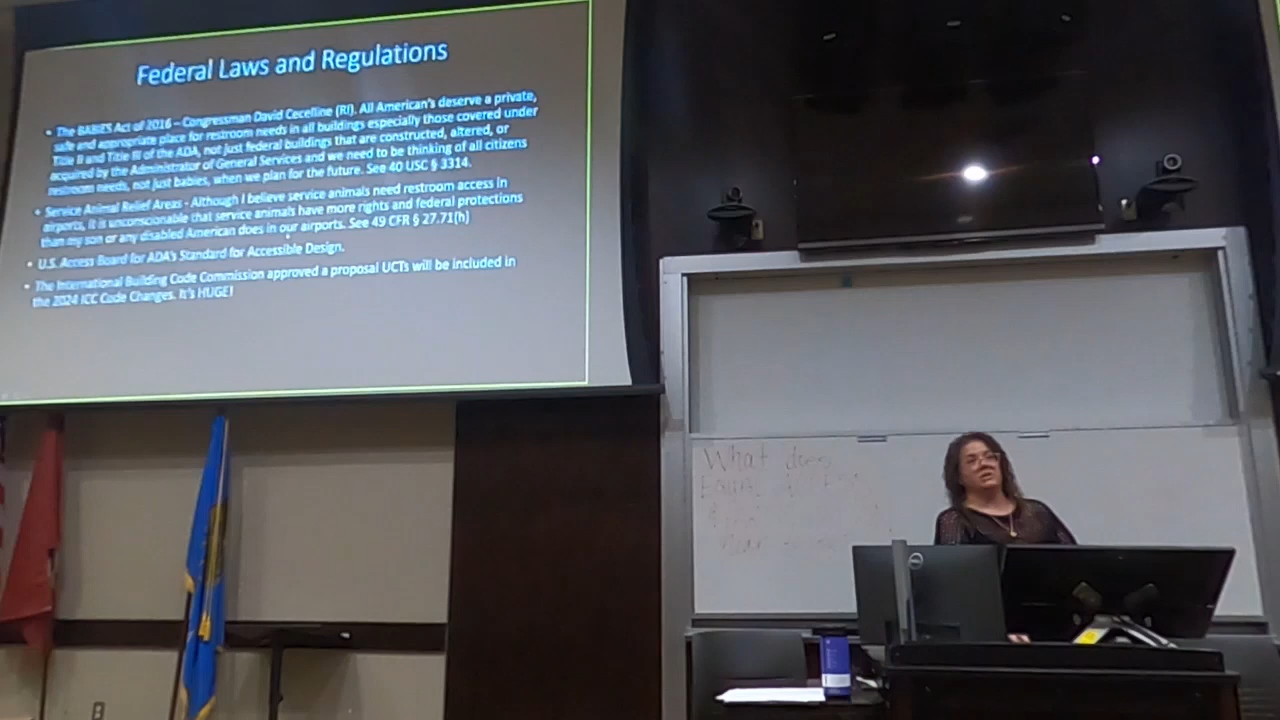 Federal Laws and Regulations
• The BABIES Act of 2016 – Congressman David Cecelline (RI). All American's deserve a private,
safe and appropriate place for restroom needs in all buildings especially those covered under
Title II and Title III of the ADA, not just federal buildings that are constructed, altered, or
acquired by the Administrator of General Services and we need to be thinking of all citizens
restroom needs, not just babies, when we plan for the future. See 40 USC § 3314.
• Service Animal Relief Areas - Although I believe service animals need restroom access in
airports, it is unconscionable that service animals have more rights and federal protections
than my son or any disabled American does in our airports. See 49 CFR § 27.71(h)
• U.S. Access Board for ADA's Standard for Accessible Design.
• The International Building Code Commission approved a proposal UCTs will be included in
the 2024 ICC Code Changes. It's HUGE!
What does
Equal
mean
DELL